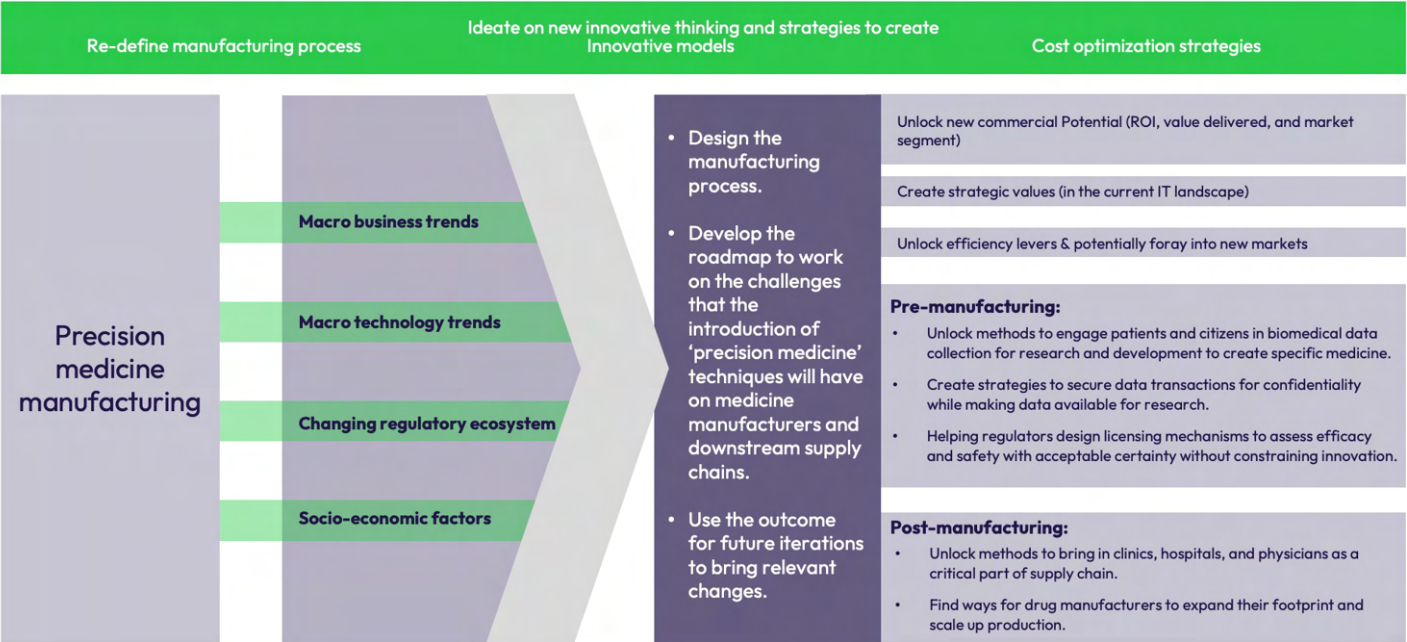 Re-define manufacturing process
Ideate on new innovative thinking and strategies to create
Innovative models
Cost optimization strategies
Precision
medicine
manufacturing
Macro business trends
Macro technology trends
Changing regulatory ecosystem
Socio-economic factors
• Design the
manufacturing
process.
• Develop the
roadmap to work
on the challenges
that the
introduction of
‘precision medicine’
techniques will have
on medicine
manufacturers and
downstream supply
chains.
• Use the outcome
for future iterations
to bring relevant
changes.
Unlock new commercial Potential (ROI, value delivered, and market
segment)
Create strategic values (in the current IT landscape)
Unlock efficiency levers & potentially foray into new markets
Pre-manufacturing:
• Unlock methods to engage patients and citizens in biomedical data
collection for research and development to create specific medicine.
• Create strategies to secure data transactions for confidentiality
while making data available for research.
• Helping regulators design licensing mechanisms to assess efficacy
and safety with acceptable certainty without constraining innovation.
Post-manufacturing:
• Unlock methods to bring in clinics, hospitals, and physicians as a
critical part of supply chain.
• Find ways for drug manufacturers to expand their footprint and
scale up production.